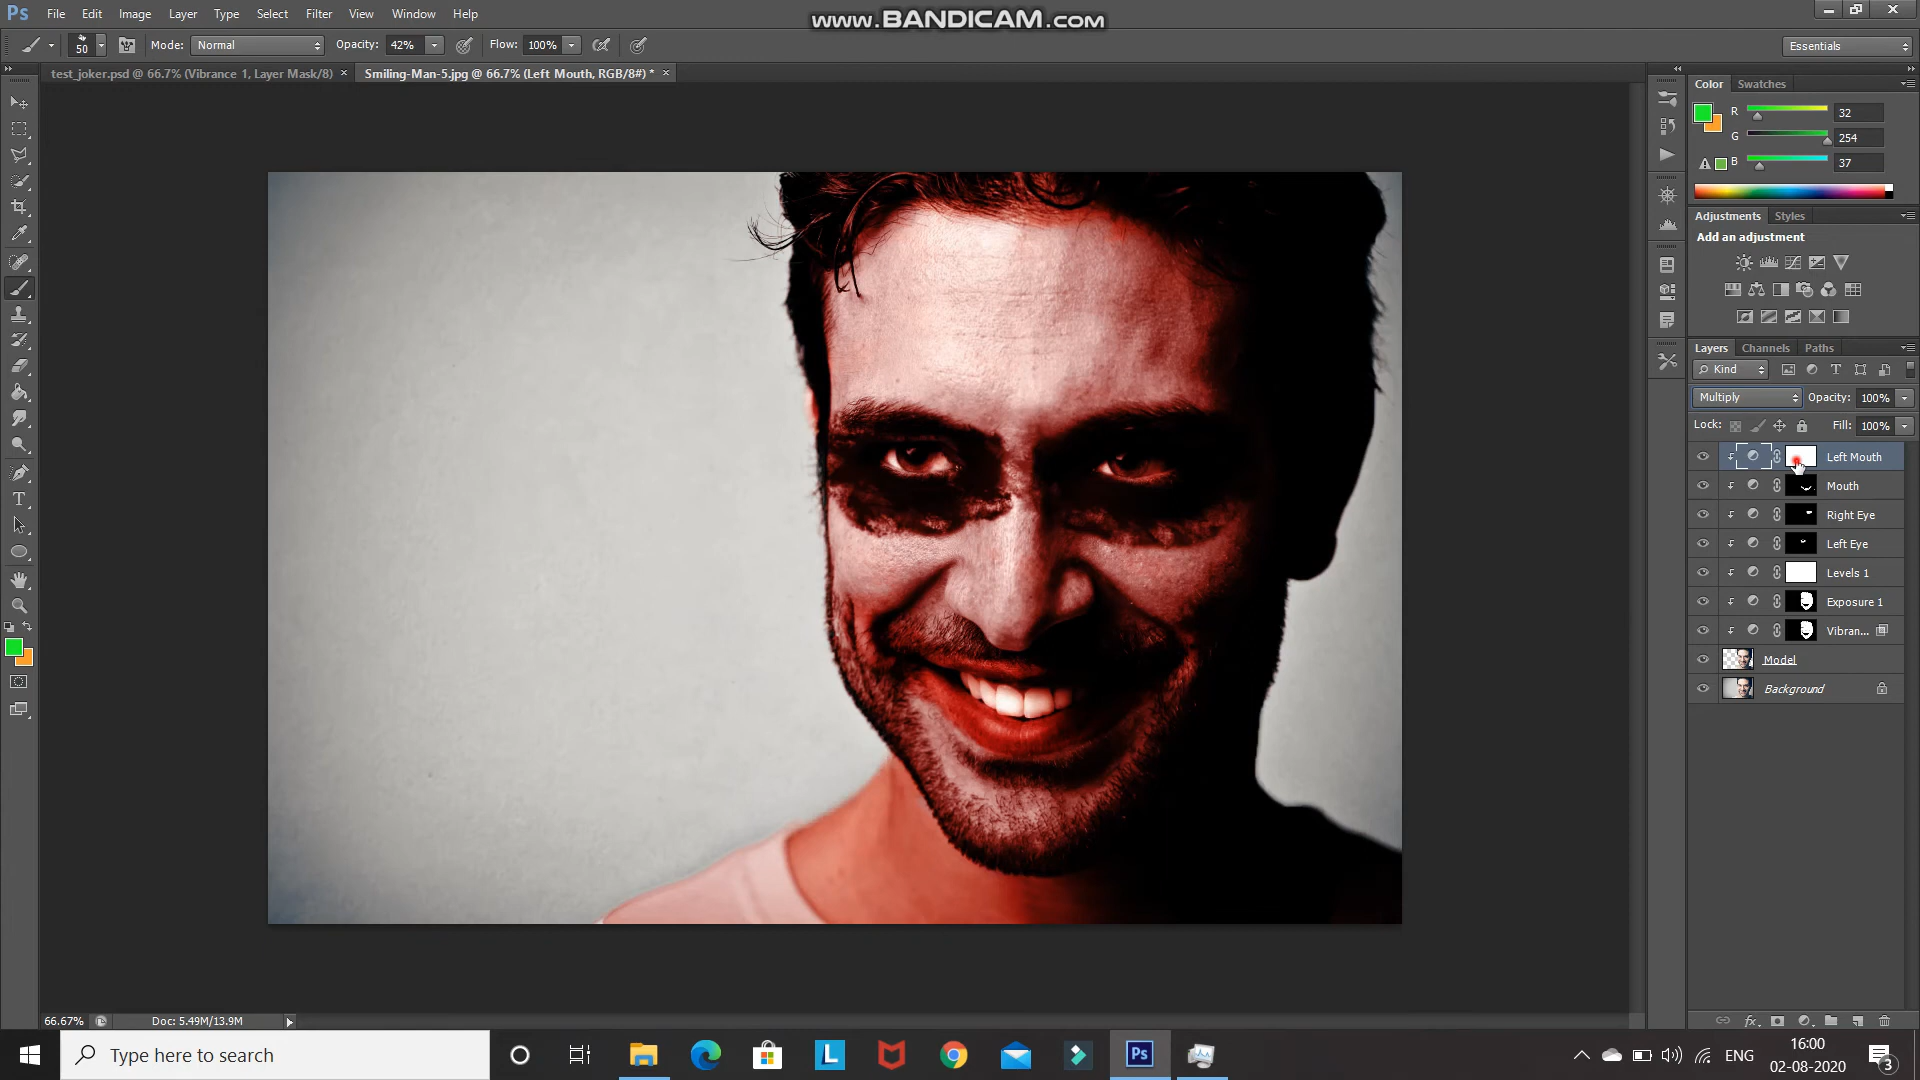 www.BANDICAM.com
Ps File Edit Image Layer Type Select Filter View Window Help
50 Mode: Normal Opacity: 42% Flow: 100% Essentials
test_joker.psd @ 66.7% (Vibrance 1, Layer Mask/8) × Smiling-Man-5.jpg @ 66.7% (Left Mouth, RGB/8#) * ×
Color Swatches
R 32
G 254
B 37
Adjustments Styles
Add an adjustment
Layers Channels Paths
Kind
Multiply Opacity: 100%
Lock: Fill: 100%
Left Mouth
Mouth
Right Eye
Left Eye
Levels 1
Exposure 1
Vibran...
Model
Background
66.67% Doc: 5.49M/13.9M
Type here to search
L
Ps
ENG
16:00
02-08-2020
3